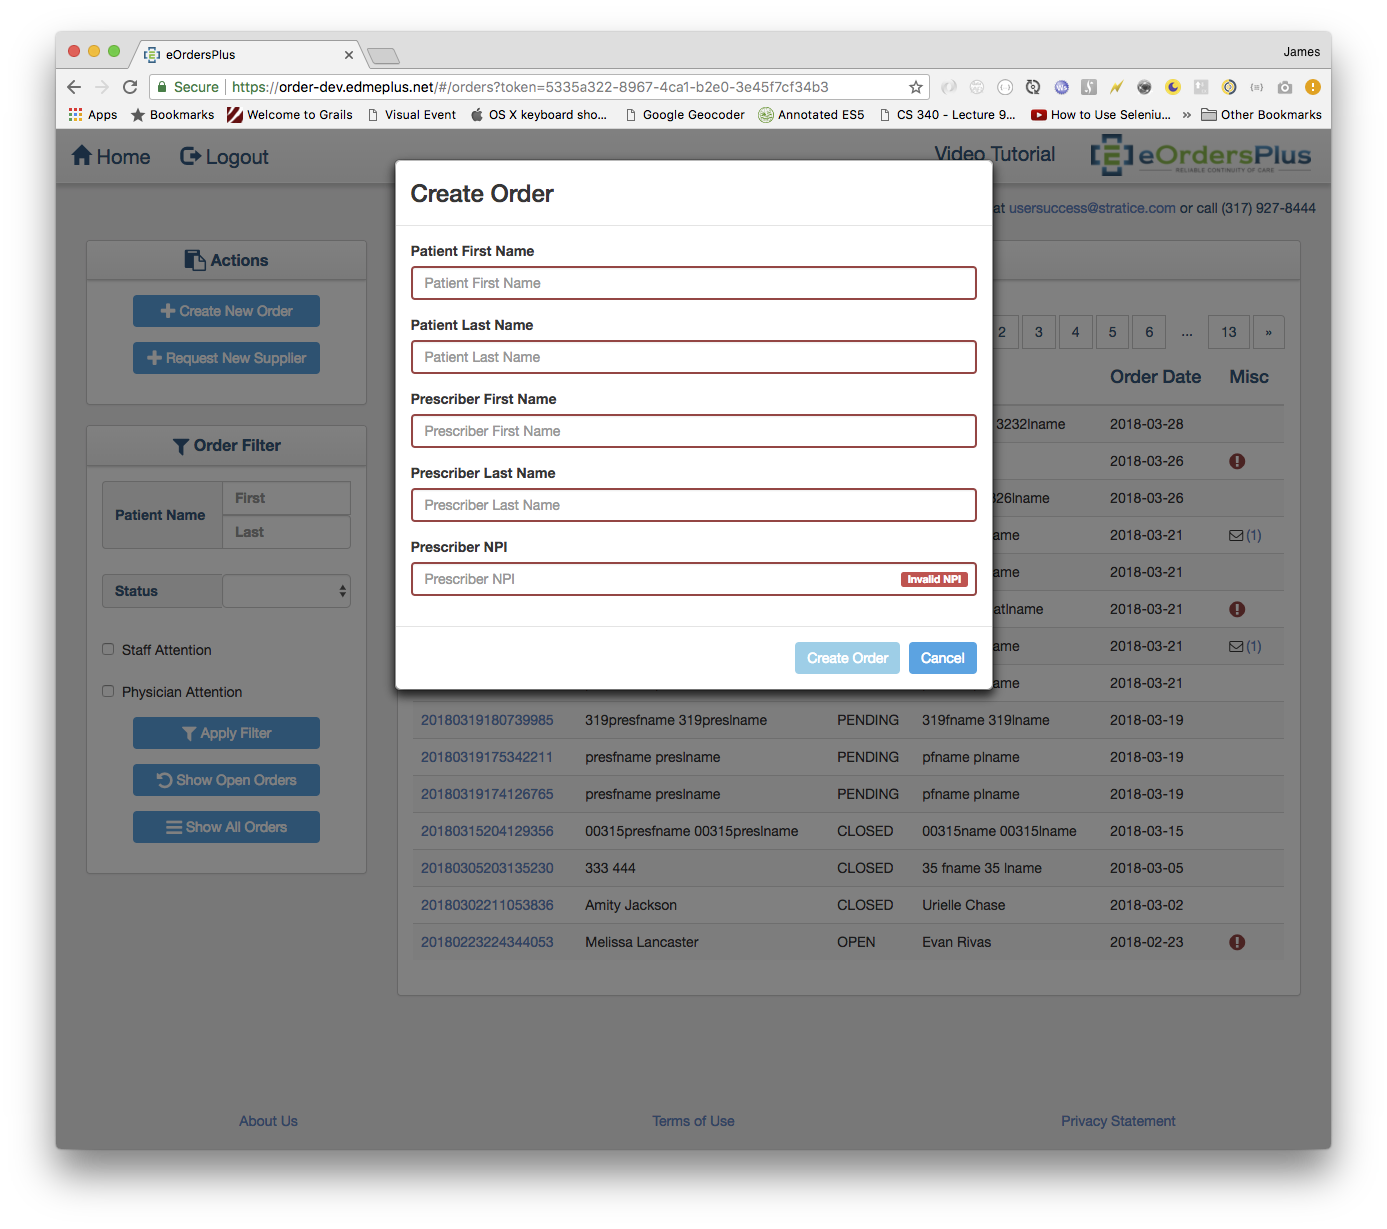 eOrdersPlus
James
Secure https://order-dev.edmeplus.net/#/orders?token=5335a322-8967-4ca1-b2e0-3e45f7cf34b3
Apps Bookmarks Welcome to Grails Visual Event OS X keyboard sho... Google Geocoder Annotated ES5 CS 340 - Lecture 9... How to Use Seleniu... » Other Bookmarks
Home Logout Video Tutorial eOrdersPlus
RELIABLE CONTINUITY OF CARE
at usersuccess@stratice.com or call (317) 927-8444
Create Order
Patient First Name
Patient First Name
Patient Last Name
Patient Last Name
Prescriber First Name
Prescriber First Name
Prescriber Last Name
Prescriber Last Name
Prescriber NPI
Prescriber NPI Invalid NPI
Create Order Cancel
Actions
Create New Order
Request New Supplier
Order Filter
Patient Name
First
Last
Status
Staff Attention
Physician Attention
Apply Filter
Show Open Orders
Show All Orders
2 3 4 5 6 ... 13 »
Order Date Misc
3232lname 2018-03-28
2018-03-26
326lname 2018-03-26
ame 2018-03-21 (1)
ame 2018-03-21
atlname 2018-03-21
ame 2018-03-21 (1)
ame 2018-03-21
20180319180739985 319presfname 319preslname PENDING 319fname 319lname 2018-03-19
20180319175342211 presfname preslname PENDING pfname plname 2018-03-19
20180319174126765 presfname preslname PENDING pfname plname 2018-03-19
20180315204129356 00315presfname 00315preslname CLOSED 00315name 00315lname 2018-03-15
20180305203135230 333 444 CLOSED 35 fname 35 lname 2018-03-05
20180302211053836 Amity Jackson CLOSED Urielle Chase 2018-03-02
20180223224344053 Melissa Lancaster OPEN Evan Rivas 2018-02-23
About Us Terms of Use Privacy Statement